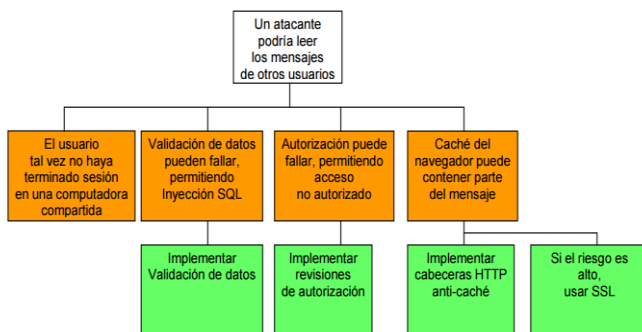 Un atacante
podría leer
los mensajes
de otros usuarios
El usuario
tal vez no haya
terminado sesión
en una computadora
compartida
Validación de datos
pueden fallar,
permitiendo
Inyección SQL
Autorización puede
fallar, permitiendo
acceso
no autorizado
Caché del
navegador puede
contener parte
del mensaje
Implementar
Validación de datos
Implementar
revisiones
de autorización
Implementar
cabeceras HTTP
anti-caché
Si el riesgo es
alto,
usar SSL